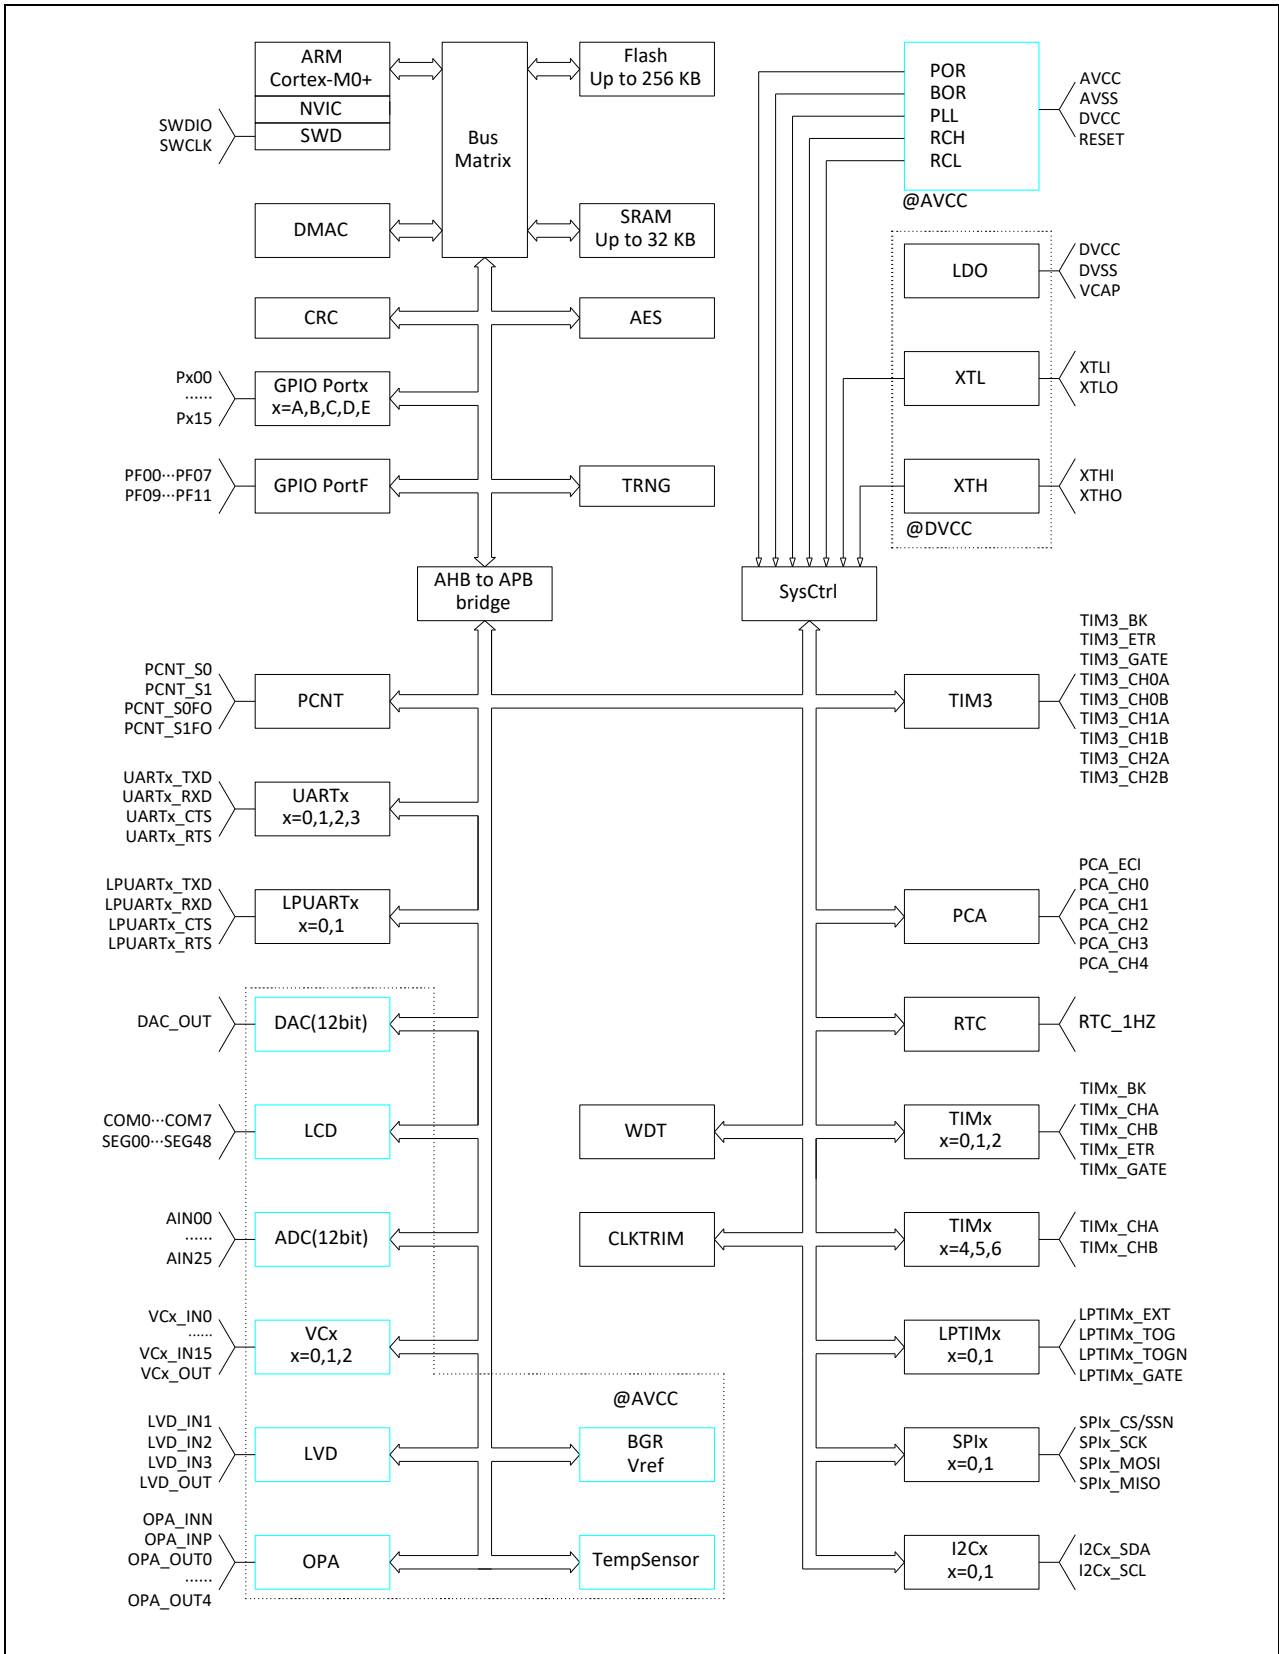 ARM
Cortex-M0+
NVIC
SWD
SWDIO
SWCLK
Bus
Matrix
Flash
Up to 256 KB
DMAC
SRAM
Up to 32 KB
POR
BOR
PLL
RCH
RCL
@AVCC
AVCC
AVSS
DVCC
RESET
LDO
DVCC
DVSS
VCAP
XTL
XTLI
XTLO
XTH
XTHI
XTHO
@DVCC
CRC
AES
Px00
······
Px15
GPIO Portx
x=A,B,C,D,E
PF00···PF07
PF09···PF11
GPIO PortF
TRNG
AHB to APB
bridge
SysCtrl
PCNT_S0
PCNT_S1
PCNT_S0FO
PCNT_S1FO
PCNT
TIM3
TIM3_BK
TIM3_ETR
TIM3_GATE
TIM3_CH0A
TIM3_CH0B
TIM3_CH1A
TIM3_CH1B
TIM3_CH2A
TIM3_CH2B
UARTx_TXD
UARTx_RXD
UARTx_CTS
UARTx_RTS
UARTx
x=0,1,2,3
LPUARTx_TXD
LPUARTx_RXD
LPUARTx_CTS
LPUARTx_RTS
LPUARTx
x=0,1
PCA
PCA_ECI
PCA_CH0
PCA_CH1
PCA_CH2
PCA_CH3
PCA_CH4
DAC_OUT
DAC(12bit)
RTC
RTC_1HZ
COM0···COM7
SEG00···SEG48
LCD
WDT
TIMx
x=0,1,2
TIMx_BK
TIMx_CHA
TIMx_CHB
TIMx_ETR
TIMx_GATE
AIN00
······
AIN25
ADC(12bit)
CLKTRIM
TIMx
x=4,5,6
TIMx_CHA
TIMx_CHB
VCx_IN0
······
VCx_IN15
VCx_OUT
VCx
x=0,1,2
LPTIMx
x=0,1
LPTIMx_EXT
LPTIMx_TOG
LPTIMx_TOGN
LPTIMx_GATE
@AVCC
LVD_IN1
LVD_IN2
LVD_IN3
LVD_OUT
LVD
BGR
Vref
SPIx
x=0,1
SPIx_CS/SSN
SPIx_SCK
SPIx_MOSI
SPIx_MISO
OPA_INN
OPA_INP
OPA_OUT0
······
OPA_OUT4
OPA
TempSensor
I2Cx
x=0,1
I2Cx_SDA
I2Cx_SCL